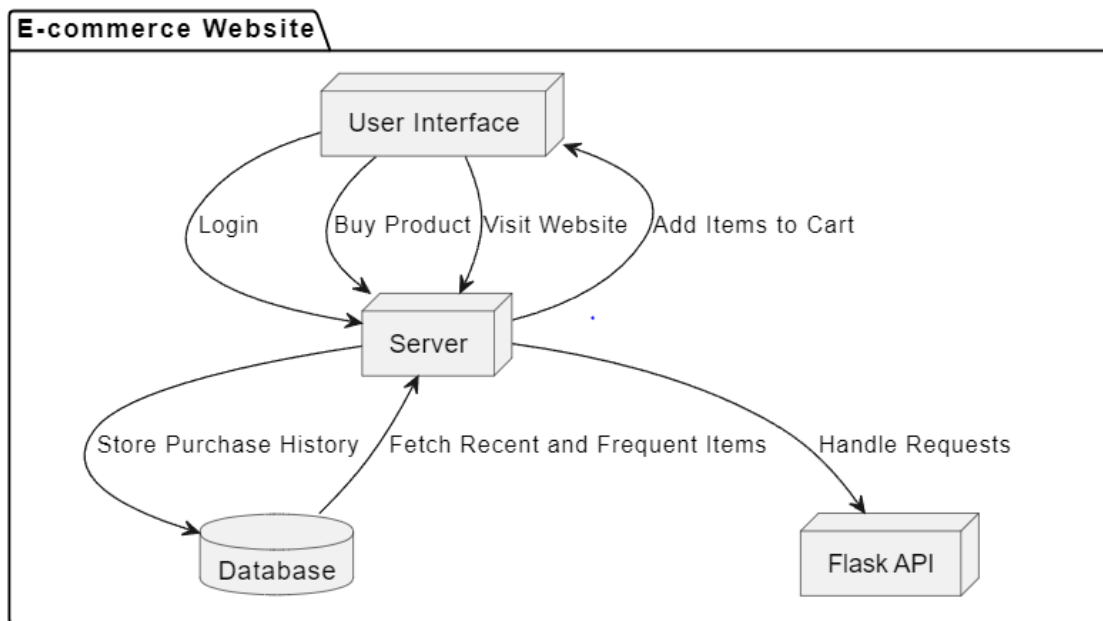 E-commerce Website
User Interface
Login
Buy Product
Visit Website
Add Items to Cart
Server
Store Purchase History
Fetch Recent and Frequent Items
Handle Requests
Database
Flask API